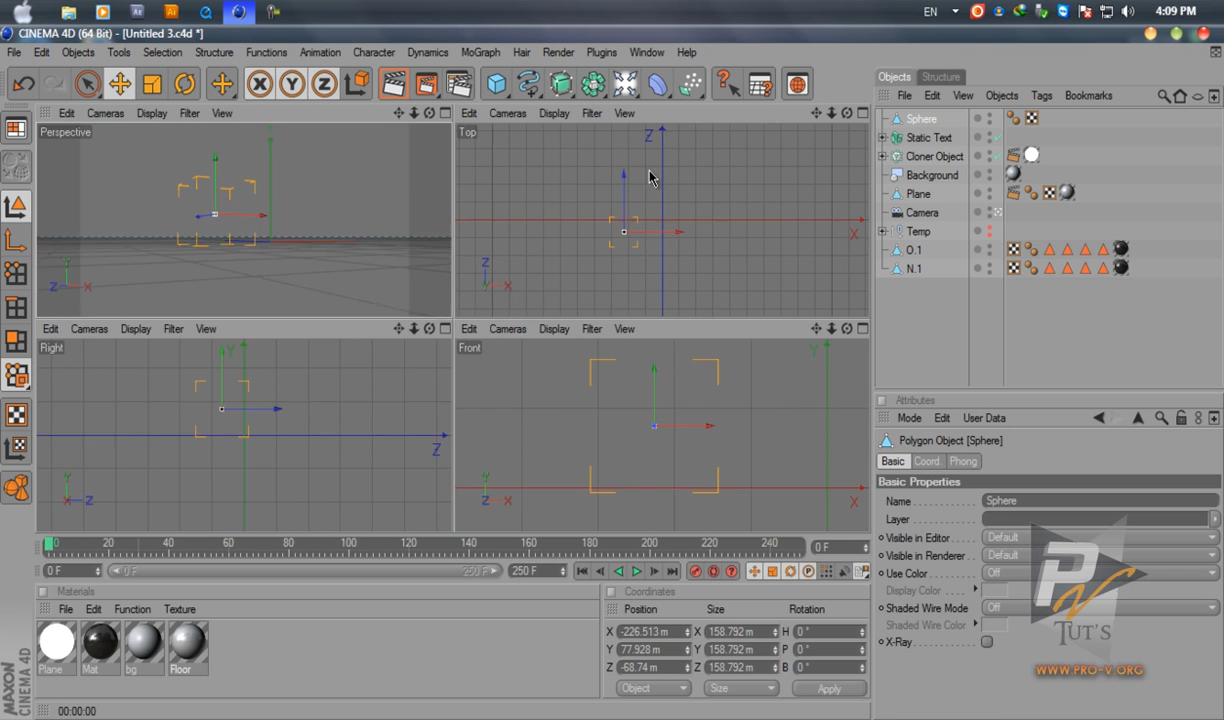 EN
4:09 PM
CINEMA 4D (64 Bit) - [Untitled 3.c4d *]
File Edit Objects Tools Selection Structure Functions Animation Character Dynamics MoGraph Hair Render Plugins Window Help
X Y Z
Edit Cameras Display Filter View
Perspective
Y
Z X
Edit Cameras Display Filter View
Top
Z
X
Z
X
Edit Cameras Display Filter View
Right
Y
Z
Y
X Z
Edit Cameras Display Filter View
Front
Y
X
Y
Z X
0 20 40 60 80 100 120 140 160 180 200 220 240
0 F
0 F
0 F
250 F
250 F
Materials
File Edit Function Texture
Plane Mat bg Floor
MAXON
CINEMA 4D
Coordinates
Position Size Rotation
X -226.513 m X 158.792 m H 0 °
Y 77.928 m Y 158.792 m P 0 °
Z -68.74 m Z 158.792 m B 0 °
Object Size Apply
00:00:00
Objects Structure
File Edit View Objects Tags Bookmarks
Sphere
Static Text
Cloner Object
Background
Plane
Camera
Temp
O.1
N.1
Attributes
Mode Edit User Data
Polygon Object [Sphere]
Basic Coord. Phong
Basic Properties
Name Sphere
Layer
Visible in Editor Default
Visible in Renderer Default
Use Color Off
Display Color
Shaded Wire Mode Off
Shaded Wire Color
X-Ray
PV
TUT'S
WWW.PRO-V.ORG